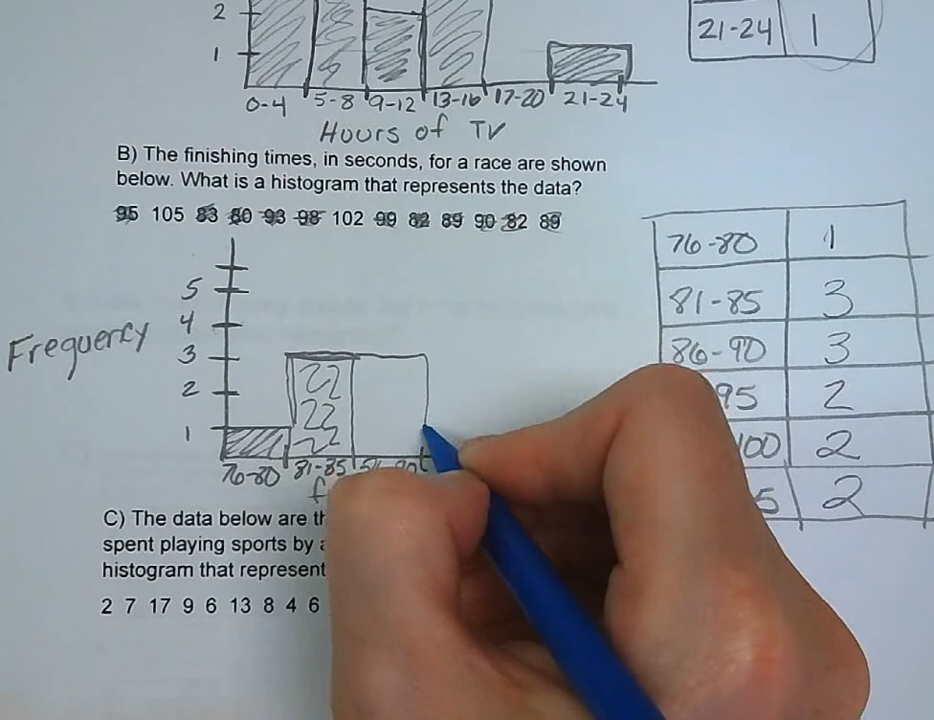 2
1
21-24 1
0-4 5-8 9-12 13-16 17-20 21-24
Hours of TV
B) The finishing times, in seconds, for a race are shown
below. What is a histogram that represents the data?
95 105 83 80 93 98 102 99 82 89 90 82 89
76-80 1
81-85 3
86-90 3
95 2
100 2
5 2
5
4
Frequency
3
2
1
76-80 81-85
C) The data below are
spent playing sports by
histogram that represent
2 7 17 9 6 13 8 4 6